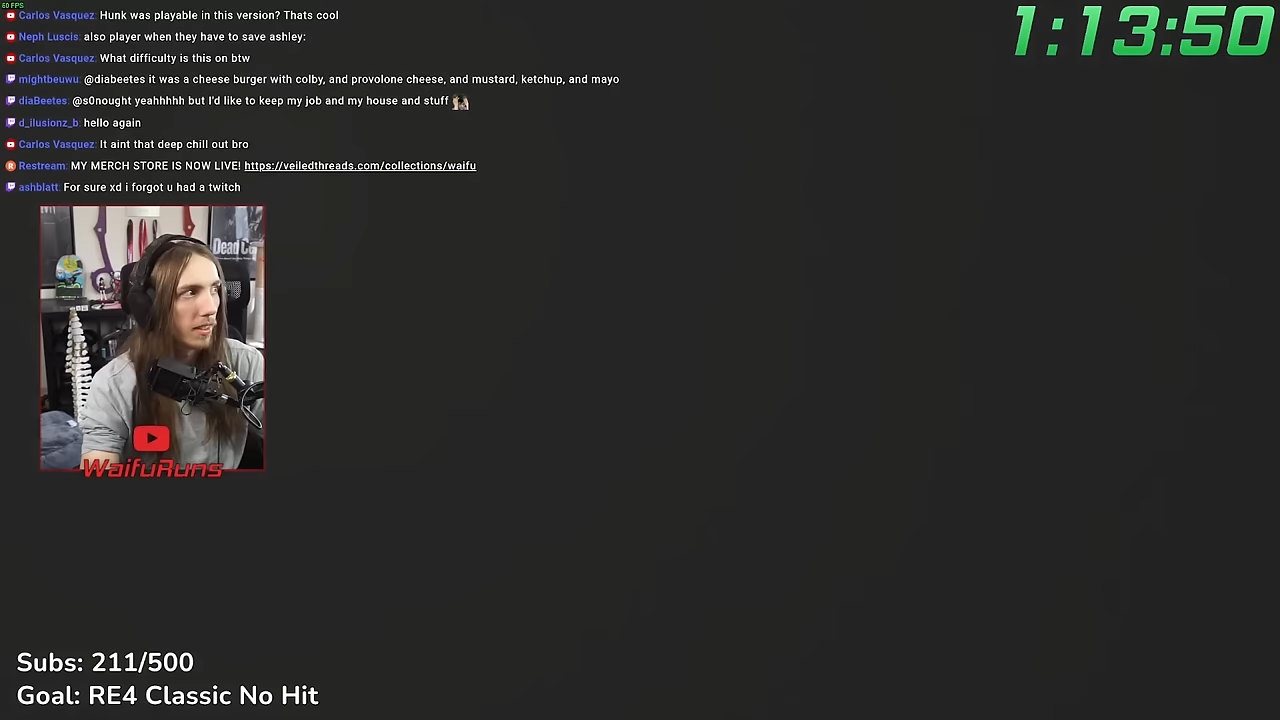 60 FPS
Carlos Vasquez: Hunk was playable in this version? Thats cool
1:13:50
Neph Luscis: also player when they have to save ashley:
Carlos Vasquez: What difficulty is this on btw
mightbeuwu: @diabeetes it was a cheese burger with colby, and provolone cheese, and mustard, ketchup, and mayo
diaBeetes: @s0nought yeahhhhh but I'd like to keep my job and my house and stuff
d_ilusionz_b: hello again
Carlos Vasquez: It aint that deep chill out bro
Restream: MY MERCH STORE IS NOW LIVE! https://veiledthreads.com/collections/waifu
ashblatt: For sure xd i forgot u had a twitch
WaifuRuns
Subs: 211/500
Goal: RE4 Classic No Hit